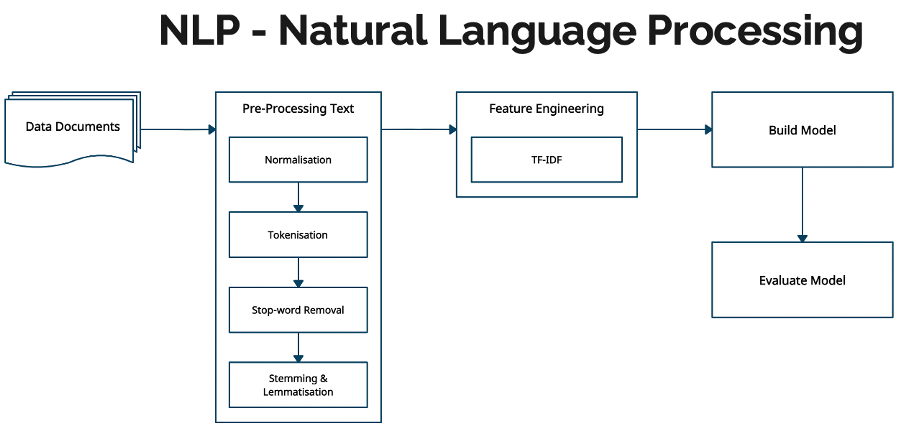 NLP - Natural Language Processing
Data Documents
Pre-Processing Text
Normalisation
Tokenisation
Stop-word Removal
Stemming &
Lemmatisation
Feature Engineering
TF-IDF
Build Model
Evaluate Model